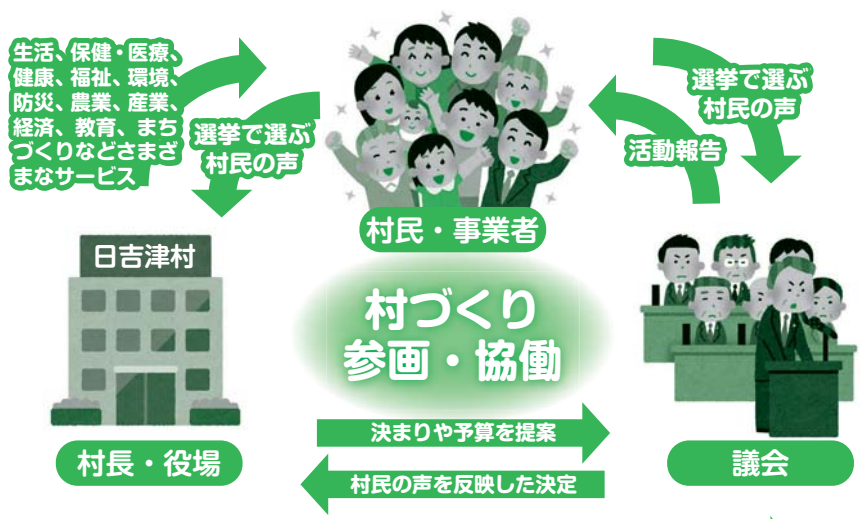 生活、保健・医療、
健康、福祉、環境、
防災、農業、産業、
経済、教育、まち
づくりなどさまざ
まなサービス
選挙で選ぶ
村民の声
選挙で選ぶ
村民の声
活動報告
村民・事業者
日吉津村
村づくり
参画・協働
決まりや予算を提案
村長・役場
議会
村民の声を反映した決定